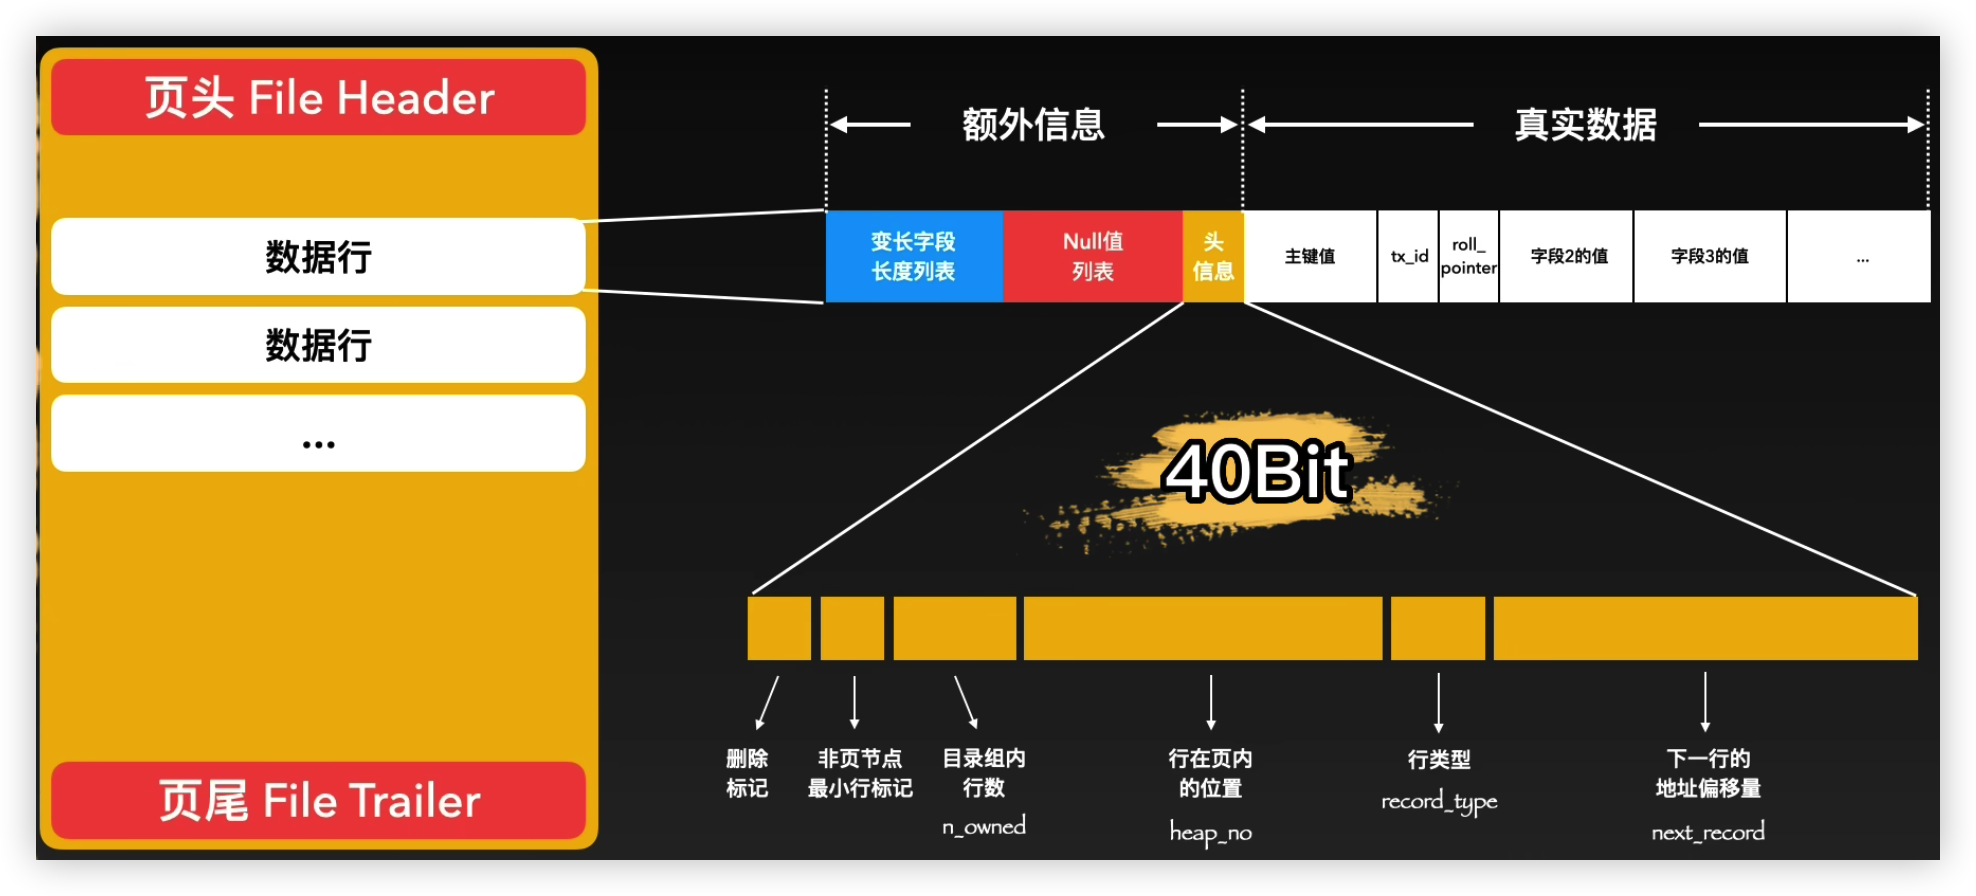 页头 File Header
数据行
数据行
...
页尾 File Trailer
额外信息
真实数据
变长字段
长度列表
Null值
列表
头
信息
主键值
tx_id
roll_
pointer
字段2的值
字段3的值
...
40Bit
删除
标记
非页节点
最小行标记
目录组内
行数
n_owned
行在页内
的位置
heap_no
行类型
record_type
下一行的
地址偏移量
next_record